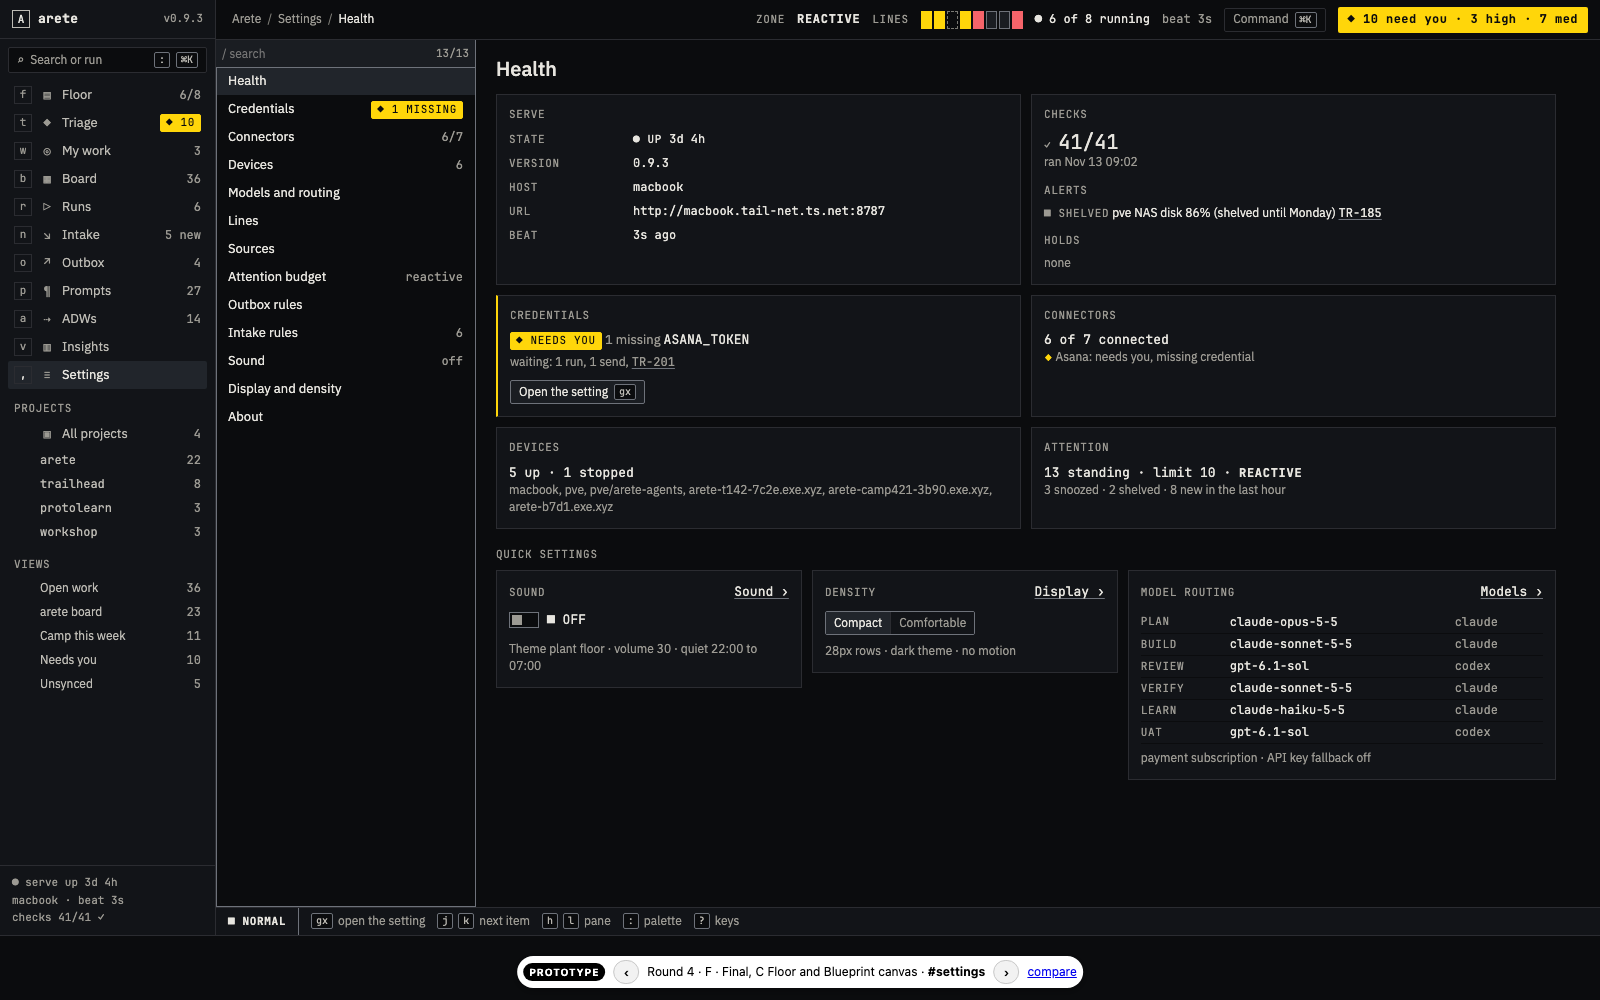 A arete v0.9.3
Search or run : ⌘K
f Floor 6/8
t Triage ◆ 10
w My work 3
b Board 36
r Runs 6
n Intake 5 new
o Outbox 4
p Prompts 27
a ADWs 14
v Insights
, Settings
PROJECTS
All projects 4
arete 22
trailhead 8
protolearn 3
workshop 3
VIEWS
Open work 36
arete board 23
Camp this week 11
Needs you 10
Unsynced 5
serve up 3d 4h
macbook · beat 3s
checks 41/41 ✓
Arete / Settings / Health
ZONE REACTIVE LINES
6 of 8 running beat 3s
Command ⌘K
◆ 10 need you · 3 high · 7 med
/ search 13/13
Health
Credentials ◆ 1 MISSING
Connectors 6/7
Devices 6
Models and routing
Lines
Sources
Attention budget reactive
Outbox rules
Intake rules 6
Sound off
Display and density
About
Health
SERVE
STATE ● UP 3d 4h
VERSION 0.9.3
HOST macbook
URL http://macbook.tail-net.ts.net:8787
BEAT 3s ago
CHECKS
✓ 41/41
ran Nov 13 09:02
ALERTS
■ SHELVED pve NAS disk 86% (shelved until Monday) TR-185
HOLDS
none
CREDENTIALS
◆ NEEDS YOU 1 missing ASANA_TOKEN
waiting: 1 run, 1 send, TR-201
Open the setting gx
CONNECTORS
6 of 7 connected
◆ Asana: needs you, missing credential
DEVICES
5 up · 1 stopped
macbook, pve, pve/arete-agents, arete-t142-7c2e.exe.xyz, arete-camp421-3b90.exe.xyz,
arete-b7d1.exe.xyz
ATTENTION
13 standing · limit 10 · REACTIVE
3 snoozed · 2 shelved · 8 new in the last hour
QUICK SETTINGS
SOUND Sound ›
■ OFF
Theme plant floor · volume 30 · quiet 22:00 to
07:00
DENSITY Display ›
Compact Comfortable
28px rows · dark theme · no motion
MODEL ROUTING Models ›
PLAN claude-opus-5-5 claude
BUILD claude-sonnet-5-5 claude
REVIEW gpt-6.1-sol codex
VERIFY claude-sonnet-5-5 claude
LEARN claude-haiku-5-5 claude
UAT gpt-6.1-sol codex
payment subscription · API key fallback off
■ NORMAL gx open the setting j k next item h l pane : palette ? keys
PROTOTYPE ‹ Round 4 · F · Final, C Floor and Blueprint canvas · #settings › compare